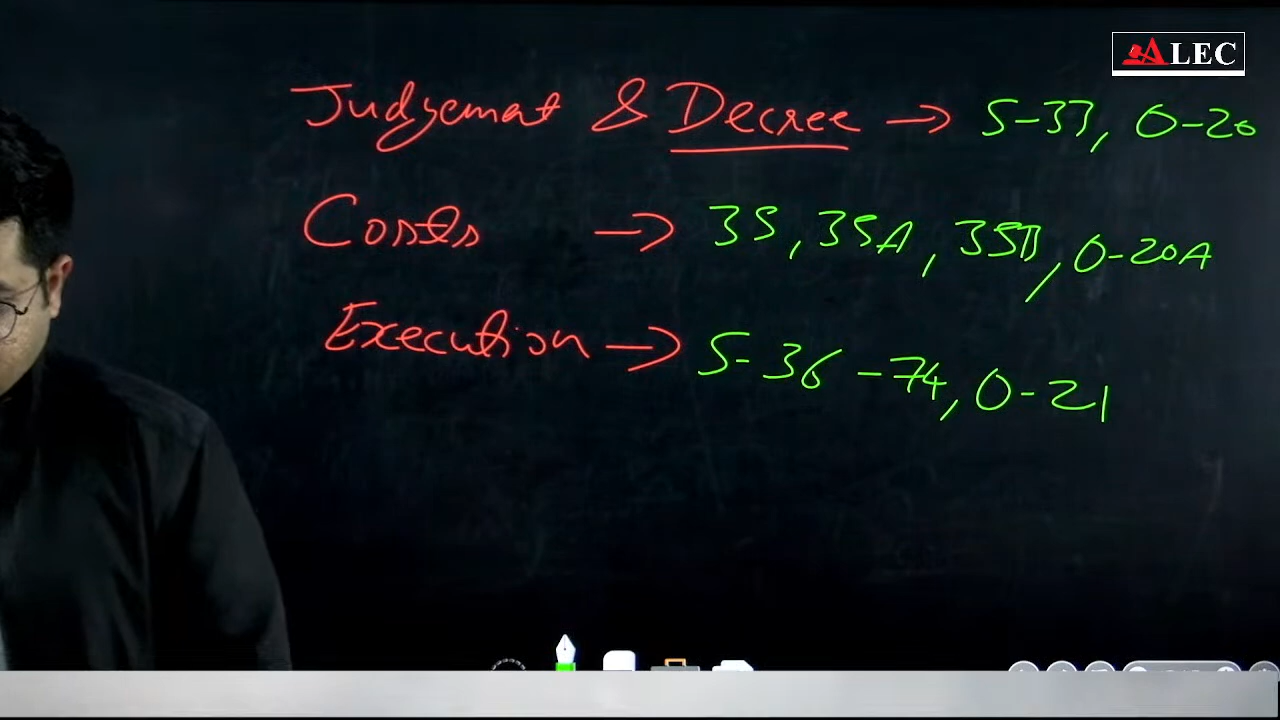 ALEC
Judgement & Decree → S-33, O-20
Costs → 35, 35A, 35B, O-20A
Execution → S-36-74, O-21